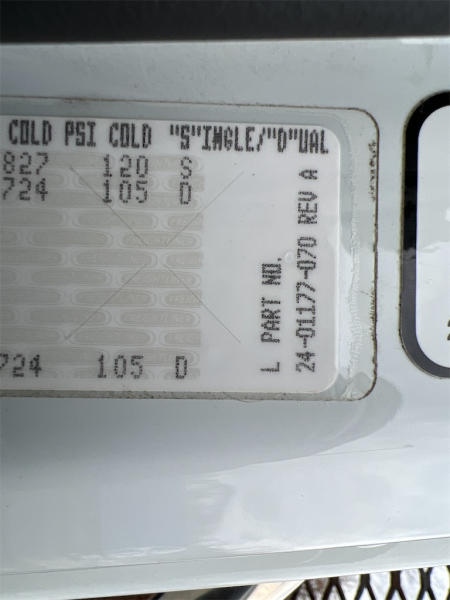 COLD PSI COLD "S"INGLE/"D"UAL
827 120 S
724 105 D
724 105 D
L PART NO.
24-01177-070 REV A